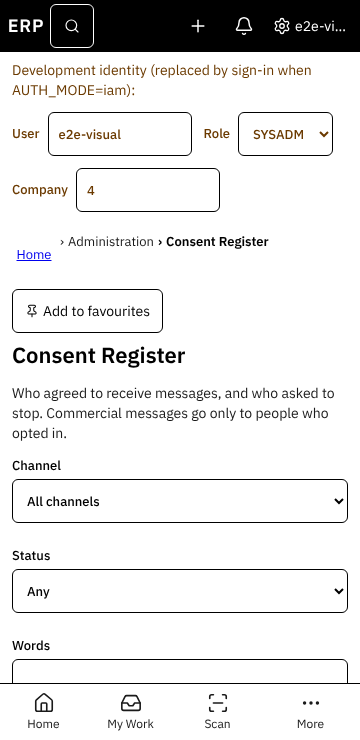 ERP
e2e-vi...
Development identity (replaced by sign-in when
AUTH_MODE=iam):
User e2e-visual Role SYSADM
Company 4
Home › Administration › Consent Register
Add to favourites
Consent Register
Who agreed to receive messages, and who asked to
stop. Commercial messages go only to people who
opted in.
Channel
All channels
Status
Any
Words
Home My Work Scan More